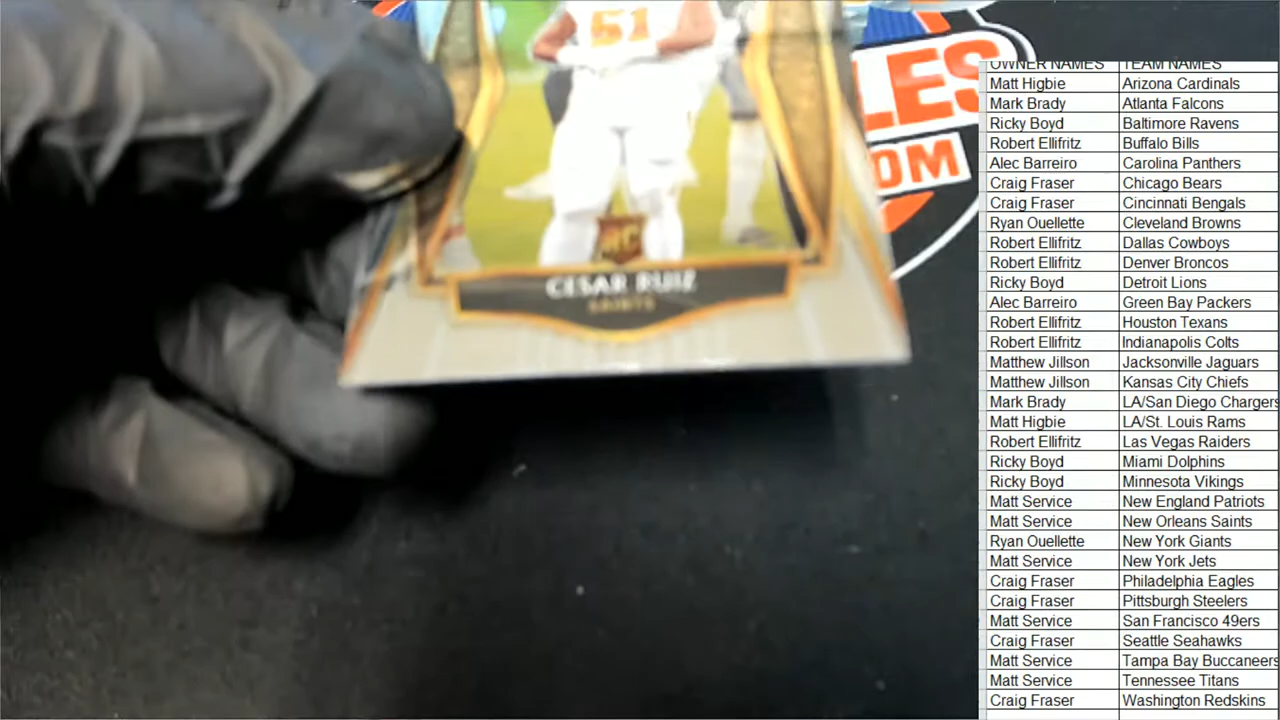 51
LES
OM
RC
CESAR RUIZ
SAINTS
OWNER NAMES TEAM NAMES
Matt Higbie Arizona Cardinals
Mark Brady Atlanta Falcons
Ricky Boyd Baltimore Ravens
Robert Ellifritz Buffalo Bills
Alec Barreiro Carolina Panthers
Craig Fraser Chicago Bears
Craig Fraser Cincinnati Bengals
Ryan Ouellette Cleveland Browns
Robert Ellifritz Dallas Cowboys
Robert Ellifritz Denver Broncos
Ricky Boyd Detroit Lions
Alec Barreiro Green Bay Packers
Robert Ellifritz Houston Texans
Robert Ellifritz Indianapolis Colts
Matthew Jillson Jacksonville Jaguars
Matthew Jillson Kansas City Chiefs
Mark Brady LA/San Diego Chargers
Matt Higbie LA/St. Louis Rams
Robert Ellifritz Las Vegas Raiders
Ricky Boyd Miami Dolphins
Ricky Boyd Minnesota Vikings
Matt Service New England Patriots
Matt Service New Orleans Saints
Ryan Ouellette New York Giants
Matt Service New York Jets
Craig Fraser Philadelphia Eagles
Craig Fraser Pittsburgh Steelers
Matt Service San Francisco 49ers
Craig Fraser Seattle Seahawks
Matt Service Tampa Bay Buccaneers
Matt Service Tennessee Titans
Craig Fraser Washington Redskins